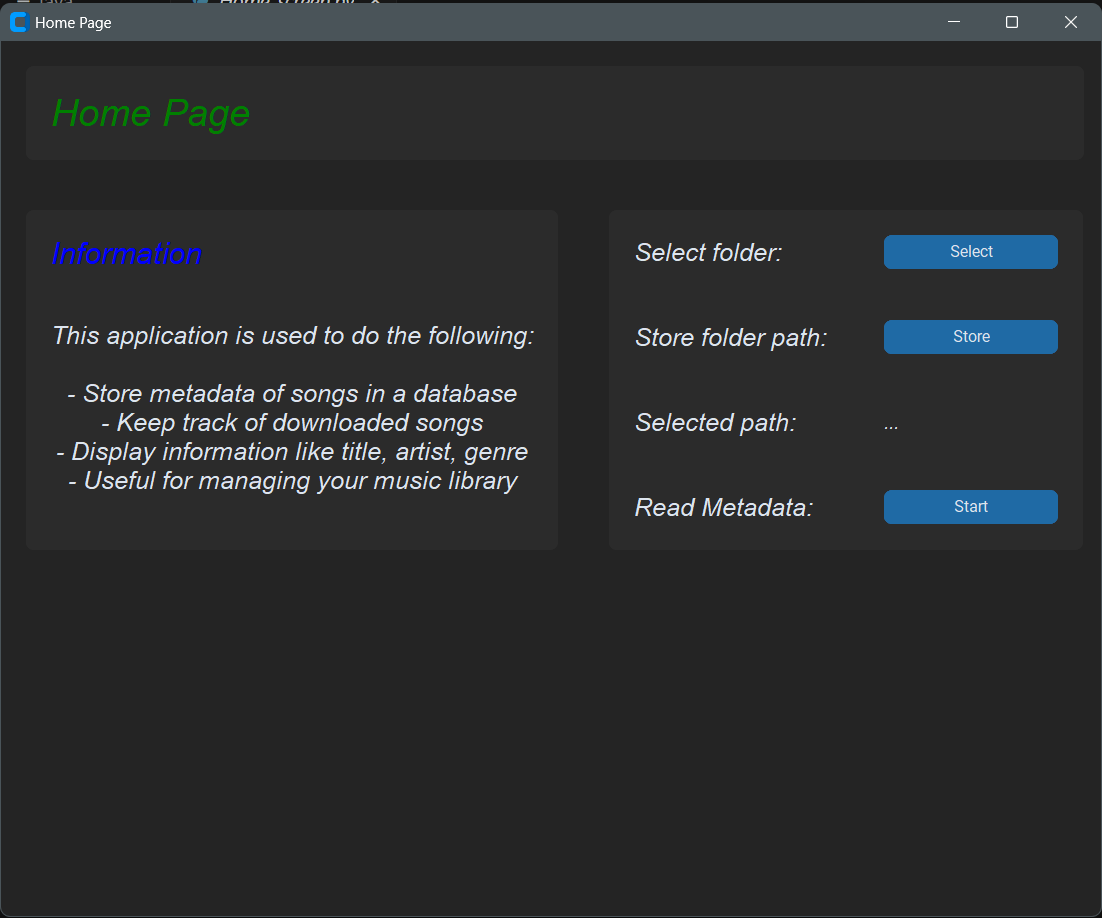 Home Page
Home Page
Information
This application is used to do the following:
- Store metadata of songs in a database
- Keep track of downloaded songs
- Display information like title, artist, genre
- Useful for managing your music library
Select folder: Select
Store folder path: Store
Selected path: ...
Read Metadata: Start